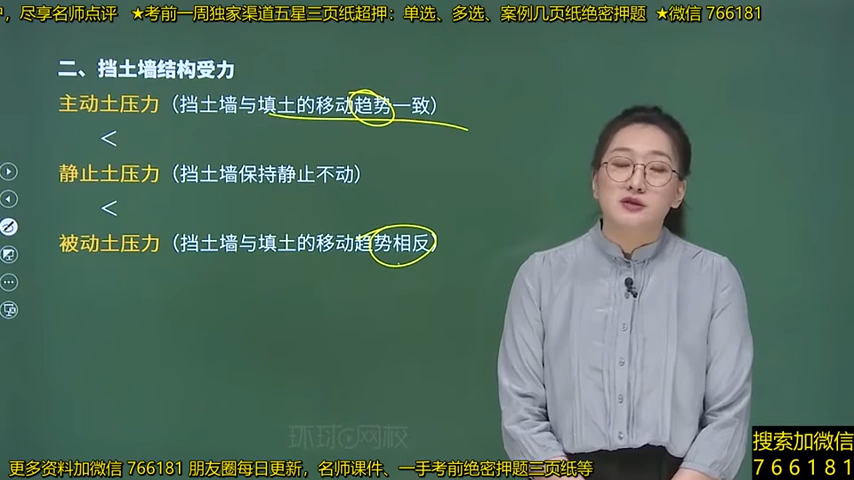 尽享名师点评 ★考前一周独家渠道五星三页纸超押：单选、多选、案例几页纸绝密押题 ★微信 766181
二、挡土墙结构受力
主动土压力（挡土墙与填土的移动趋势一致）
<
静止土压力（挡土墙保持静止不动）
<
被动土压力（挡土墙与填土的移动趋势相反）
环球网校
搜索加微信
766181
更多资料加微信 766181 朋友圈每日更新，名师课件、一手考前绝密押题三页纸等